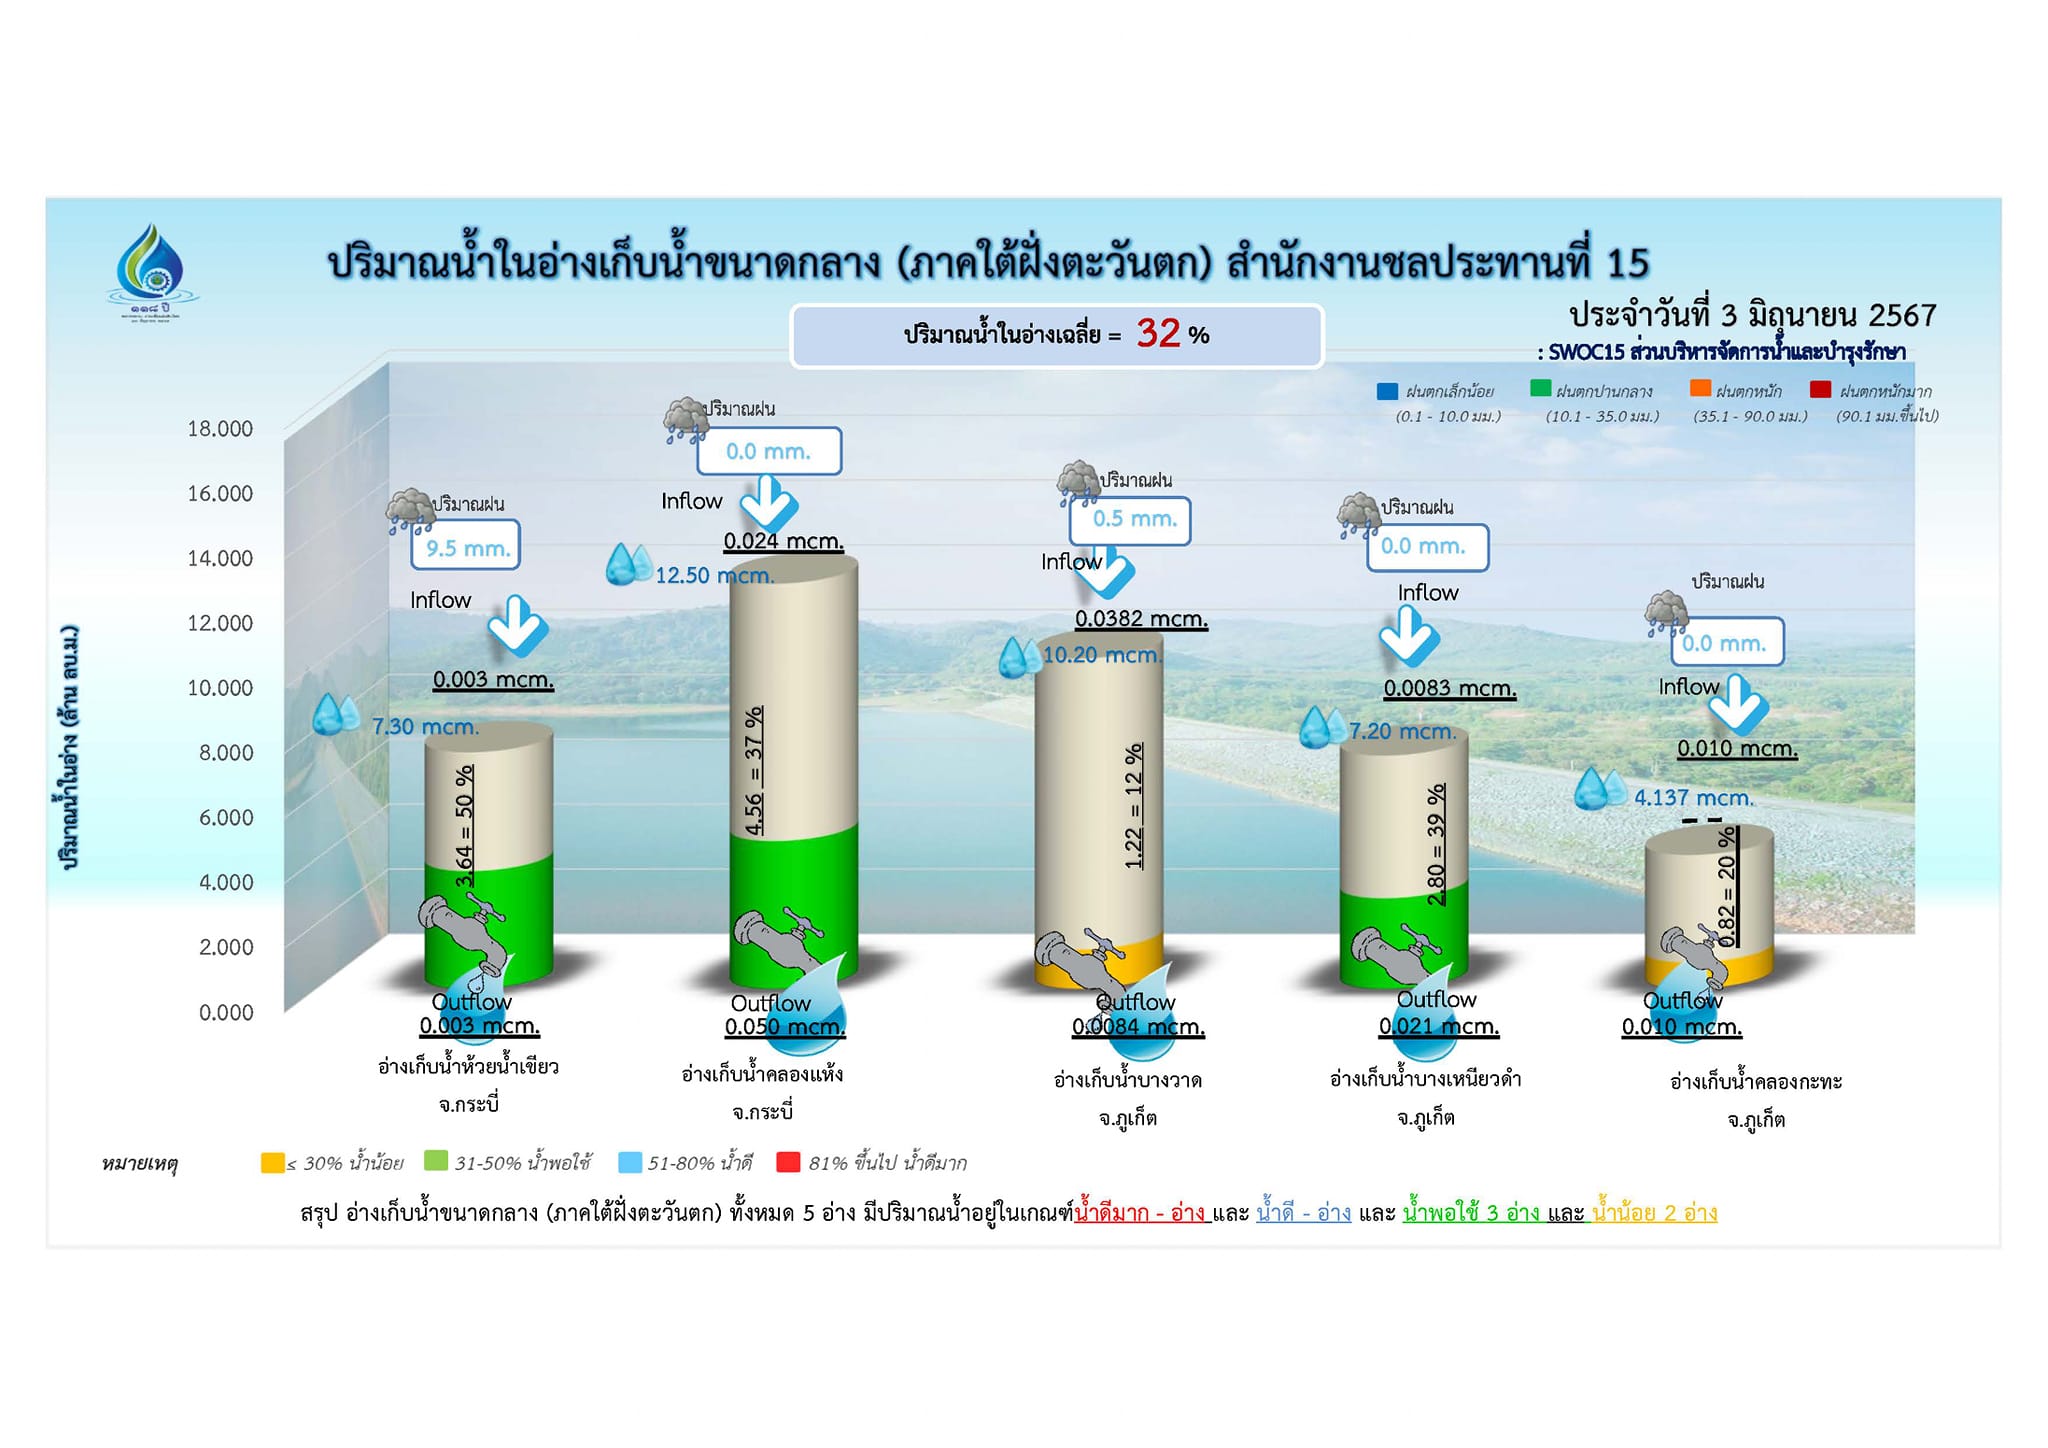 ปริมาณน้ำในอ่างเก็บน้ำขนาดกลาง (ภาคใต้ฝั่งตะวันตก) สำนักงานชลประทานที่ 15
๑๑๘ ปี
ประจำวันที่ 3 มิถุนายน 2567
ปริมาณน้ำในอ่างเฉลี่ย = 32 %
: SWOC15 ส่วนบริหารจัดการน้ำและบำรุงรักษา
ฝนตกเล็กน้อย
(0.1 - 10.0 มม.)
ฝนตกปานกลาง
(10.1 - 35.0 มม.)
ฝนตกหนัก
(35.1 - 90.0 มม.)
ฝนตกหนักมาก
(90.1 มม.ขึ้นไป)
ปริมาณน้ำในอ่าง (ล้าน ลบ.ม.)
18.000
16.000
14.000
12.000
10.000
8.000
6.000
4.000
2.000
0.000
ปริมาณฝน
9.5 mm.
Inflow
0.003 mcm.
7.30 mcm.
3.64 = 50 %
Outflow
0.003 mcm.
อ่างเก็บน้ำห้วยน้ำเขียว
จ.กระบี่
ปริมาณฝน
0.0 mm.
Inflow
0.024 mcm.
12.50 mcm.
4.56 = 37 %
Outflow
0.050 mcm.
อ่างเก็บน้ำคลองแห้ง
จ.กระบี่
ปริมาณฝน
0.5 mm.
Inflow
0.0382 mcm.
10.20 mcm.
1.22 = 12 %
Outflow
0.0084 mcm.
อ่างเก็บน้ำบางวาด
จ.ภูเก็ต
ปริมาณฝน
0.0 mm.
Inflow
0.0083 mcm.
7.20 mcm.
2.80 = 39 %
Outflow
0.021 mcm.
อ่างเก็บน้ำบางเหนียวดำ
จ.ภูเก็ต
ปริมาณฝน
0.0 mm.
Inflow
0.010 mcm.
4.137 mcm.
0.82 = 20 %
Outflow
0.010 mcm.
อ่างเก็บน้ำคลองกะทะ
จ.ภูเก็ต
หมายเหตุ
≤ 30% น้ำน้อย
31-50% น้ำพอใช้
51-80% น้ำดี
81% ขึ้นไป น้ำดีมาก
สรุป อ่างเก็บน้ำขนาดกลาง (ภาคใต้ฝั่งตะวันตก) ทั้งหมด 5 อ่าง มีปริมาณน้ำอยู่ในเกณฑ์น้ำดีมาก - อ่าง และ น้ำดี - อ่าง และ น้ำพอใช้ 3 อ่าง และ น้ำน้อย 2 อ่าง